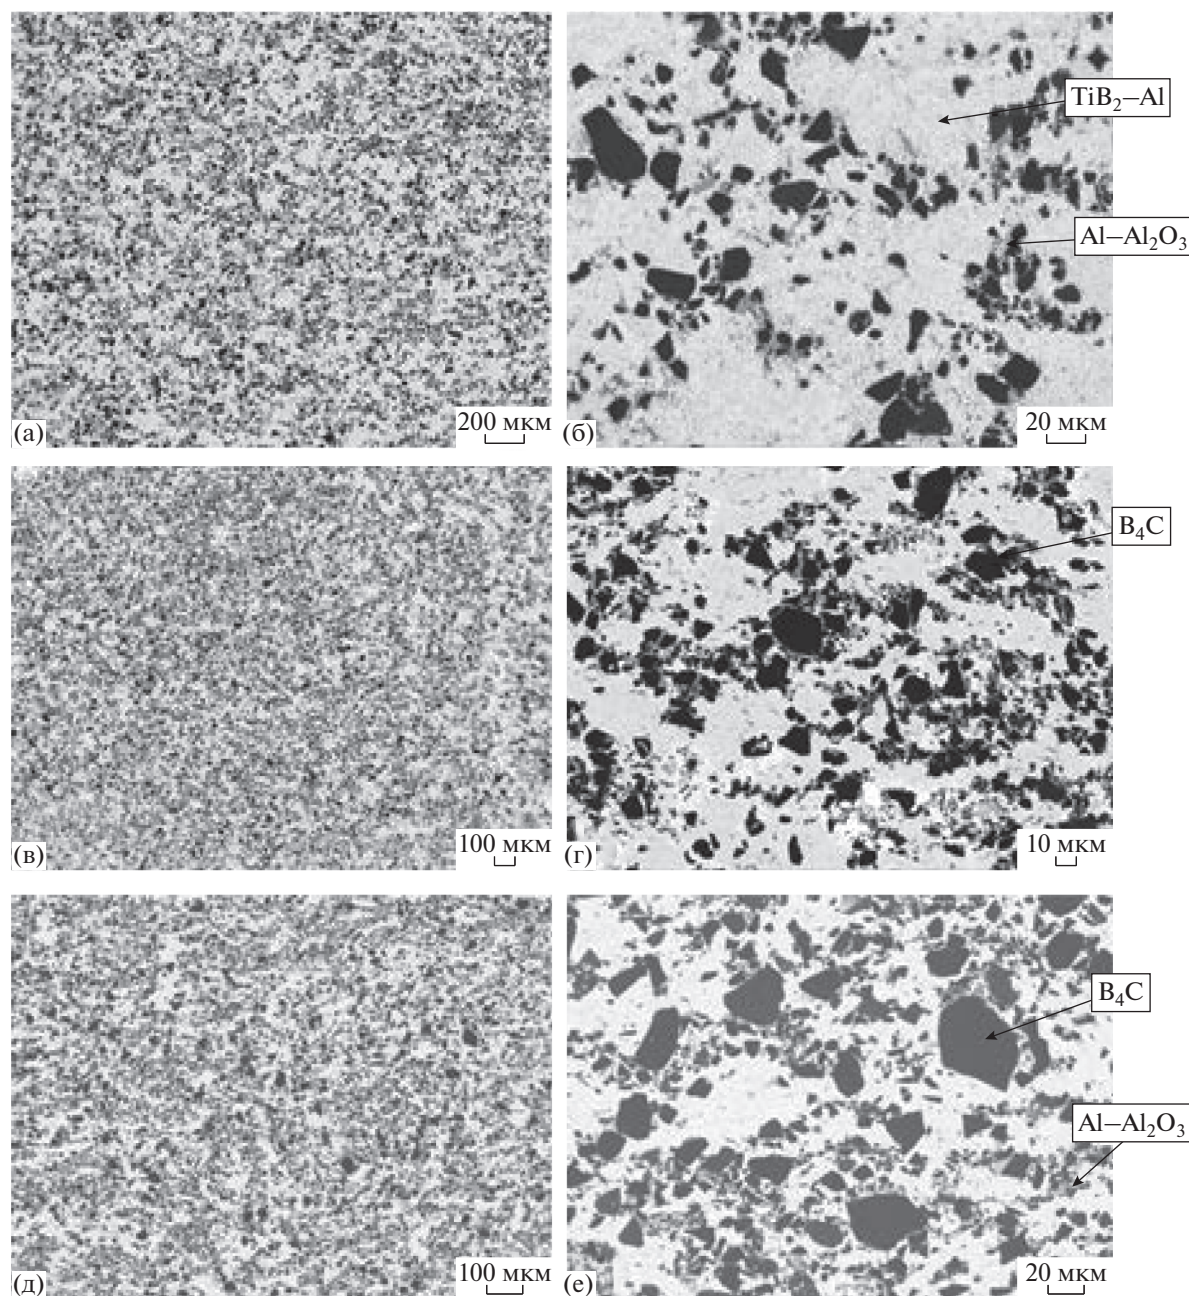 TiB₂–Al
Al–Al₂O₃
(а)
200 мкм
(б)
20 мкм
B₄C
(в)
100 мкм
(г)
10 мкм
B₄C
Al–Al₂O₃
(д)
100 мкм
(е)
20 мкм